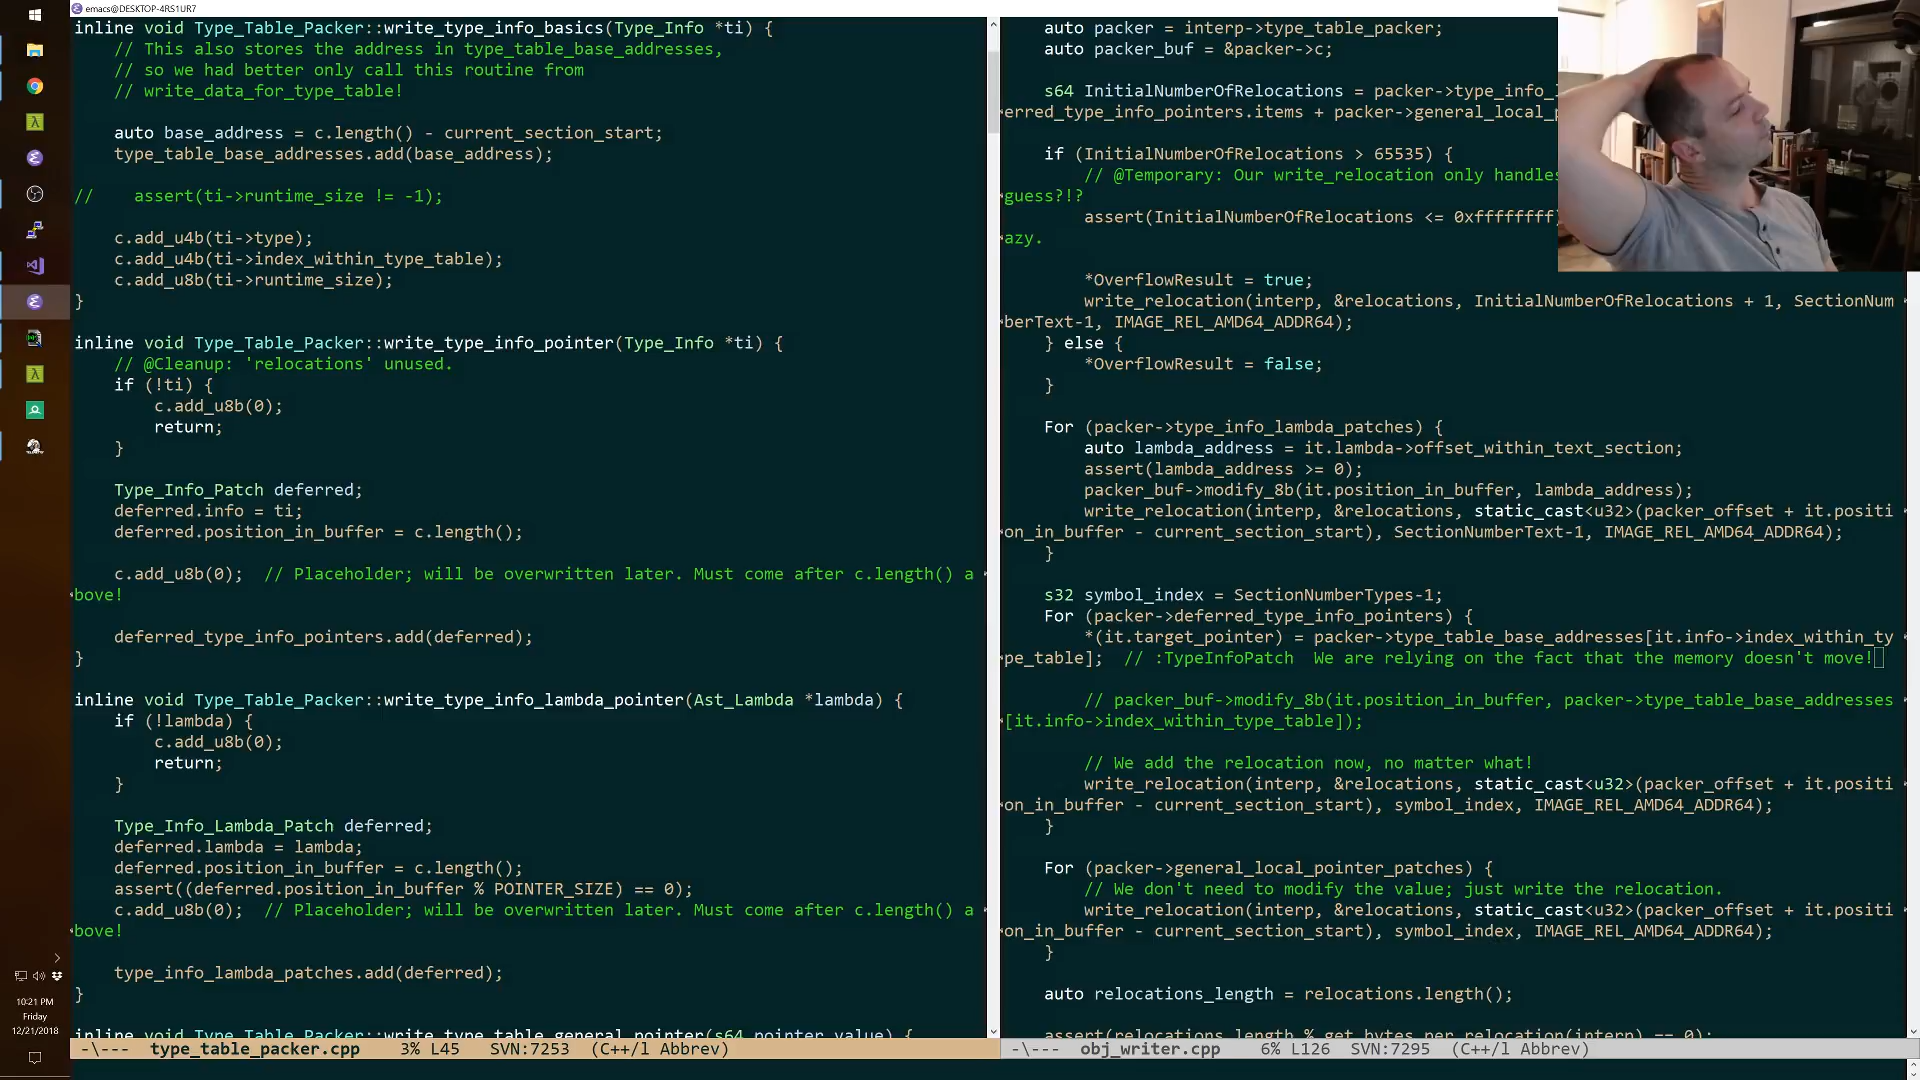 emacs@DESKTOP-4RS1UR7
inline void Type_Table_Packer::write_type_info_basics(Type_Info *ti) {
    // This also stores the address in type_table_base_addresses,
    // so we had better only call this routine from
    // write_data_for_type_table!
    auto base_address = c.length() - current_section_start;
    type_table_base_addresses.add(base_address);
//    assert(ti->runtime_size != -1);
    c.add_u4b(ti->type);
    c.add_u4b(ti->index_within_type_table);
    c.add_u8b(ti->runtime_size);
}
inline void Type_Table_Packer::write_type_info_pointer(Type_Info *ti) {
    // @Cleanup: 'relocations' unused.
    if (!ti) {
        c.add_u8b(0);
        return;
    }
    Type_Info_Patch deferred;
    deferred.info = ti;
    deferred.position_in_buffer = c.length();
    c.add_u8b(0);  // Placeholder; will be overwritten later. Must come after c.length() a
bove!
    deferred_type_info_pointers.add(deferred);
}
inline void Type_Table_Packer::write_type_info_lambda_pointer(Ast_Lambda *lambda) {
    if (!lambda) {
        c.add_u8b(0);
        return;
    }
    Type_Info_Lambda_Patch deferred;
    deferred.lambda = lambda;
    deferred.position_in_buffer = c.length();
    assert((deferred.position_in_buffer % POINTER_SIZE) == 0);
    c.add_u8b(0);  // Placeholder; will be overwritten later. Must come after c.length() a
bove!
    type_info_lambda_patches.add(deferred);
}
inline void Type_Table_Packer::write_type_table_general_pointer(s64 pointer_value) {
-\---  type_table_packer.cpp    3% L45    SVN:7253  (C++/l Abbrev)
    auto packer = interp->type_table_packer;
    auto packer_buf = &packer->c;
    s64 InitialNumberOfRelocations = packer->type_info_l
erred_type_info_pointers.items + packer->general_local_p
    if (InitialNumberOfRelocations > 65535) {
        // @Temporary: Our write_relocation only handles
guess?!?
        assert(InitialNumberOfRelocations <= 0xffffffff)
azy.
        *OverflowResult = true;
        write_relocation(interp, &relocations, InitialNumberOfRelocations + 1, SectionNum
berText-1, IMAGE_REL_AMD64_ADDR64);
    } else {
        *OverflowResult = false;
    }
    For (packer->type_info_lambda_patches) {
        auto lambda_address = it.lambda->offset_within_text_section;
        assert(lambda_address >= 0);
        packer_buf->modify_8b(it.position_in_buffer, lambda_address);
        write_relocation(interp, &relocations, static_cast<u32>(packer_offset + it.positi
on_in_buffer - current_section_start), SectionNumberText-1, IMAGE_REL_AMD64_ADDR64);
    }
    s32 symbol_index = SectionNumberTypes-1;
    For (packer->deferred_type_info_pointers) {
        *(it.target_pointer) = packer->type_table_base_addresses[it.info->index_within_ty
pe_table];  // :TypeInfoPatch  We are relying on the fact that the memory doesn't move!
        // packer_buf->modify_8b(it.position_in_buffer, packer->type_table_base_addresses
[it.info->index_within_type_table]);
        // We add the relocation now, no matter what!
        write_relocation(interp, &relocations, static_cast<u32>(packer_offset + it.positi
on_in_buffer - current_section_start), symbol_index, IMAGE_REL_AMD64_ADDR64);
    }
    For (packer->general_local_pointer_patches) {
        // We don't need to modify the value; just write the relocation.
        write_relocation(interp, &relocations, static_cast<u32>(packer_offset + it.positi
on_in_buffer - current_section_start), symbol_index, IMAGE_REL_AMD64_ADDR64);
    }
    auto relocations_length = relocations.length();
    assert(relocations_length % get_bytes_per_relocation(interp) == 0);
-\---  obj_writer.cpp    6% L126  SVN:7295  (C++/l Abbrev)
10:21 PM
Friday
12/21/2018